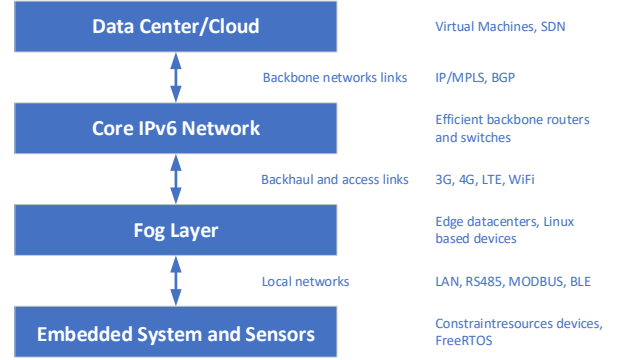 Data Center/Cloud
Virtual Machines, SDN
Backbone networks links
IP/MPLS, BGP
Core IPv6 Network
Efficient backbone routers
and switches
Backhaul and access links
3G, 4G, LTE, WiFi
Fog Layer
Edge datacenters, Linux
based devices
Local networks
LAN, RS485, MODBUS, BLE
Embedded System and Sensors
Constraintresources devices,
FreeRTOS